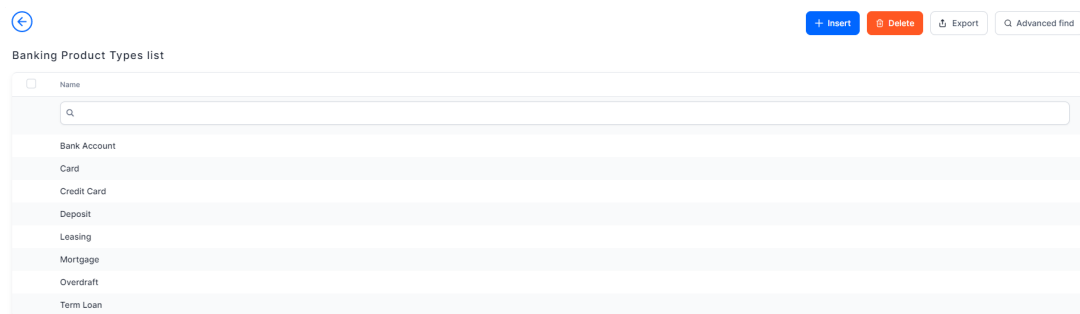 Insert Delete Export Advanced find
Banking Product Types list
Name
Bank Account
Card
Credit Card
Deposit
Leasing
Mortgage
Overdraft
Term Loan